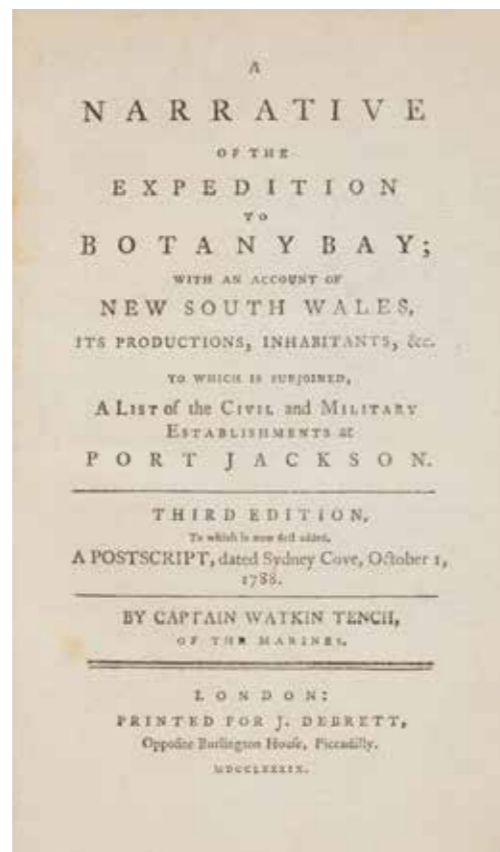 A
NARRATIVE
OF THE
EXPEDITION
TO
BOTANY BAY;
WITH AN ACCOUNT OF
NEW SOUTH WALES,
ITS PRODUCTIONS, INHABITANTS, &c.
TO WHICH IS SUBJOINED,
A LIST of the CIVIL and MILITARY
ESTABLISHMENTS at
PORT JACKSON.
THIRD EDITION,
To which is now first added,
A POSTSCRIPT, dated Sydney Cove, October 1,
1788.
BY CAPTAIN WATKIN TENCH,
OF THE MARINES.
LONDON:
PRINTED FOR J. DEBRETT,
Opposite Burlington House, Piccadilly.
MDCCLXXXIX.